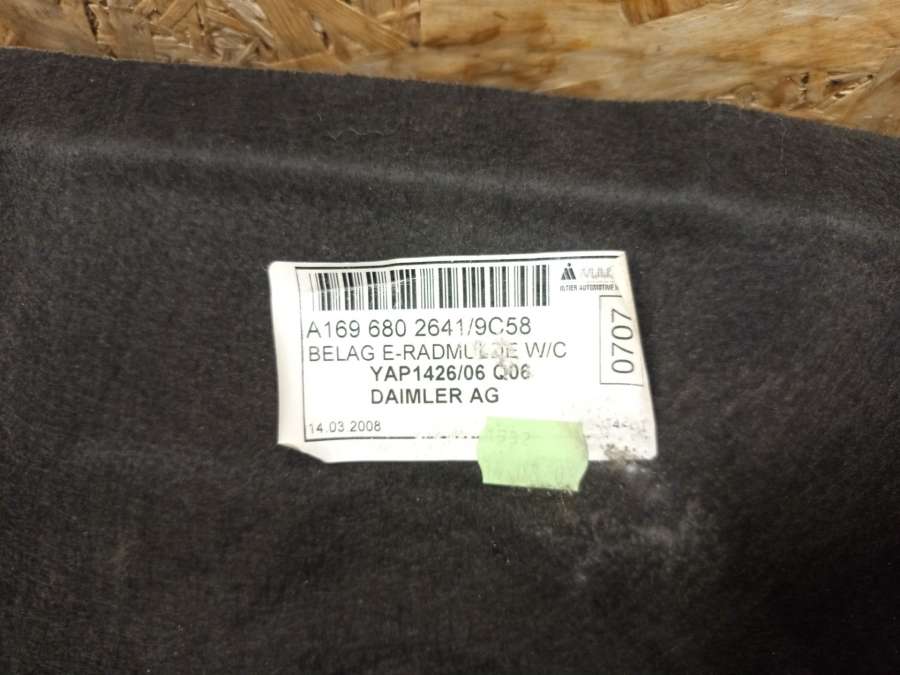 A169 680 2641/9C58
BELAG E-RADMULDE W/C
YAP1426/06 Q06
DAIMLER AG
14.03.2008
0707